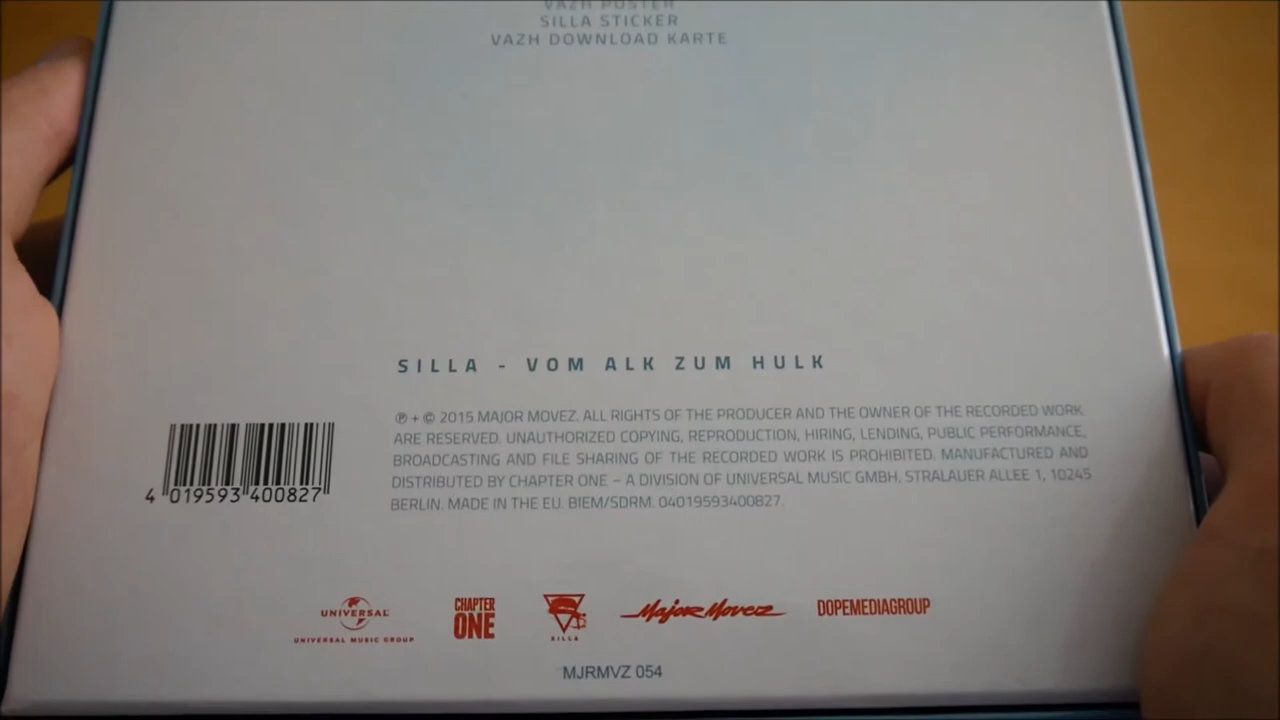 VAZH POSTER
SILLA STICKER
VAZH DOWNLOAD KARTE
SILLA - VOM ALK ZUM HULK
℗ + © 2015 MAJOR MOVEZ. ALL RIGHTS OF THE PRODUCER AND THE OWNER OF THE RECORDED WORK
ARE RESERVED. UNAUTHORIZED COPYING, REPRODUCTION, HIRING, LENDING, PUBLIC PERFORMANCE,
BROADCASTING AND FILE SHARING OF THE RECORDED WORK IS PROHIBITED. MANUFACTURED AND
DISTRIBUTED BY CHAPTER ONE – A DIVISION OF UNIVERSAL MUSIC GMBH, STRALAUER ALLEE 1, 10245
BERLIN. MADE IN THE EU. BIEM/SDRM. 04019593400827.
4 019593 400827
UNIVERSAL
UNIVERSAL MUSIC GROUP
CHAPTER
ONE
SILLA
Major Movez
DOPEMEDIAGROUP
MJRMVZ 054